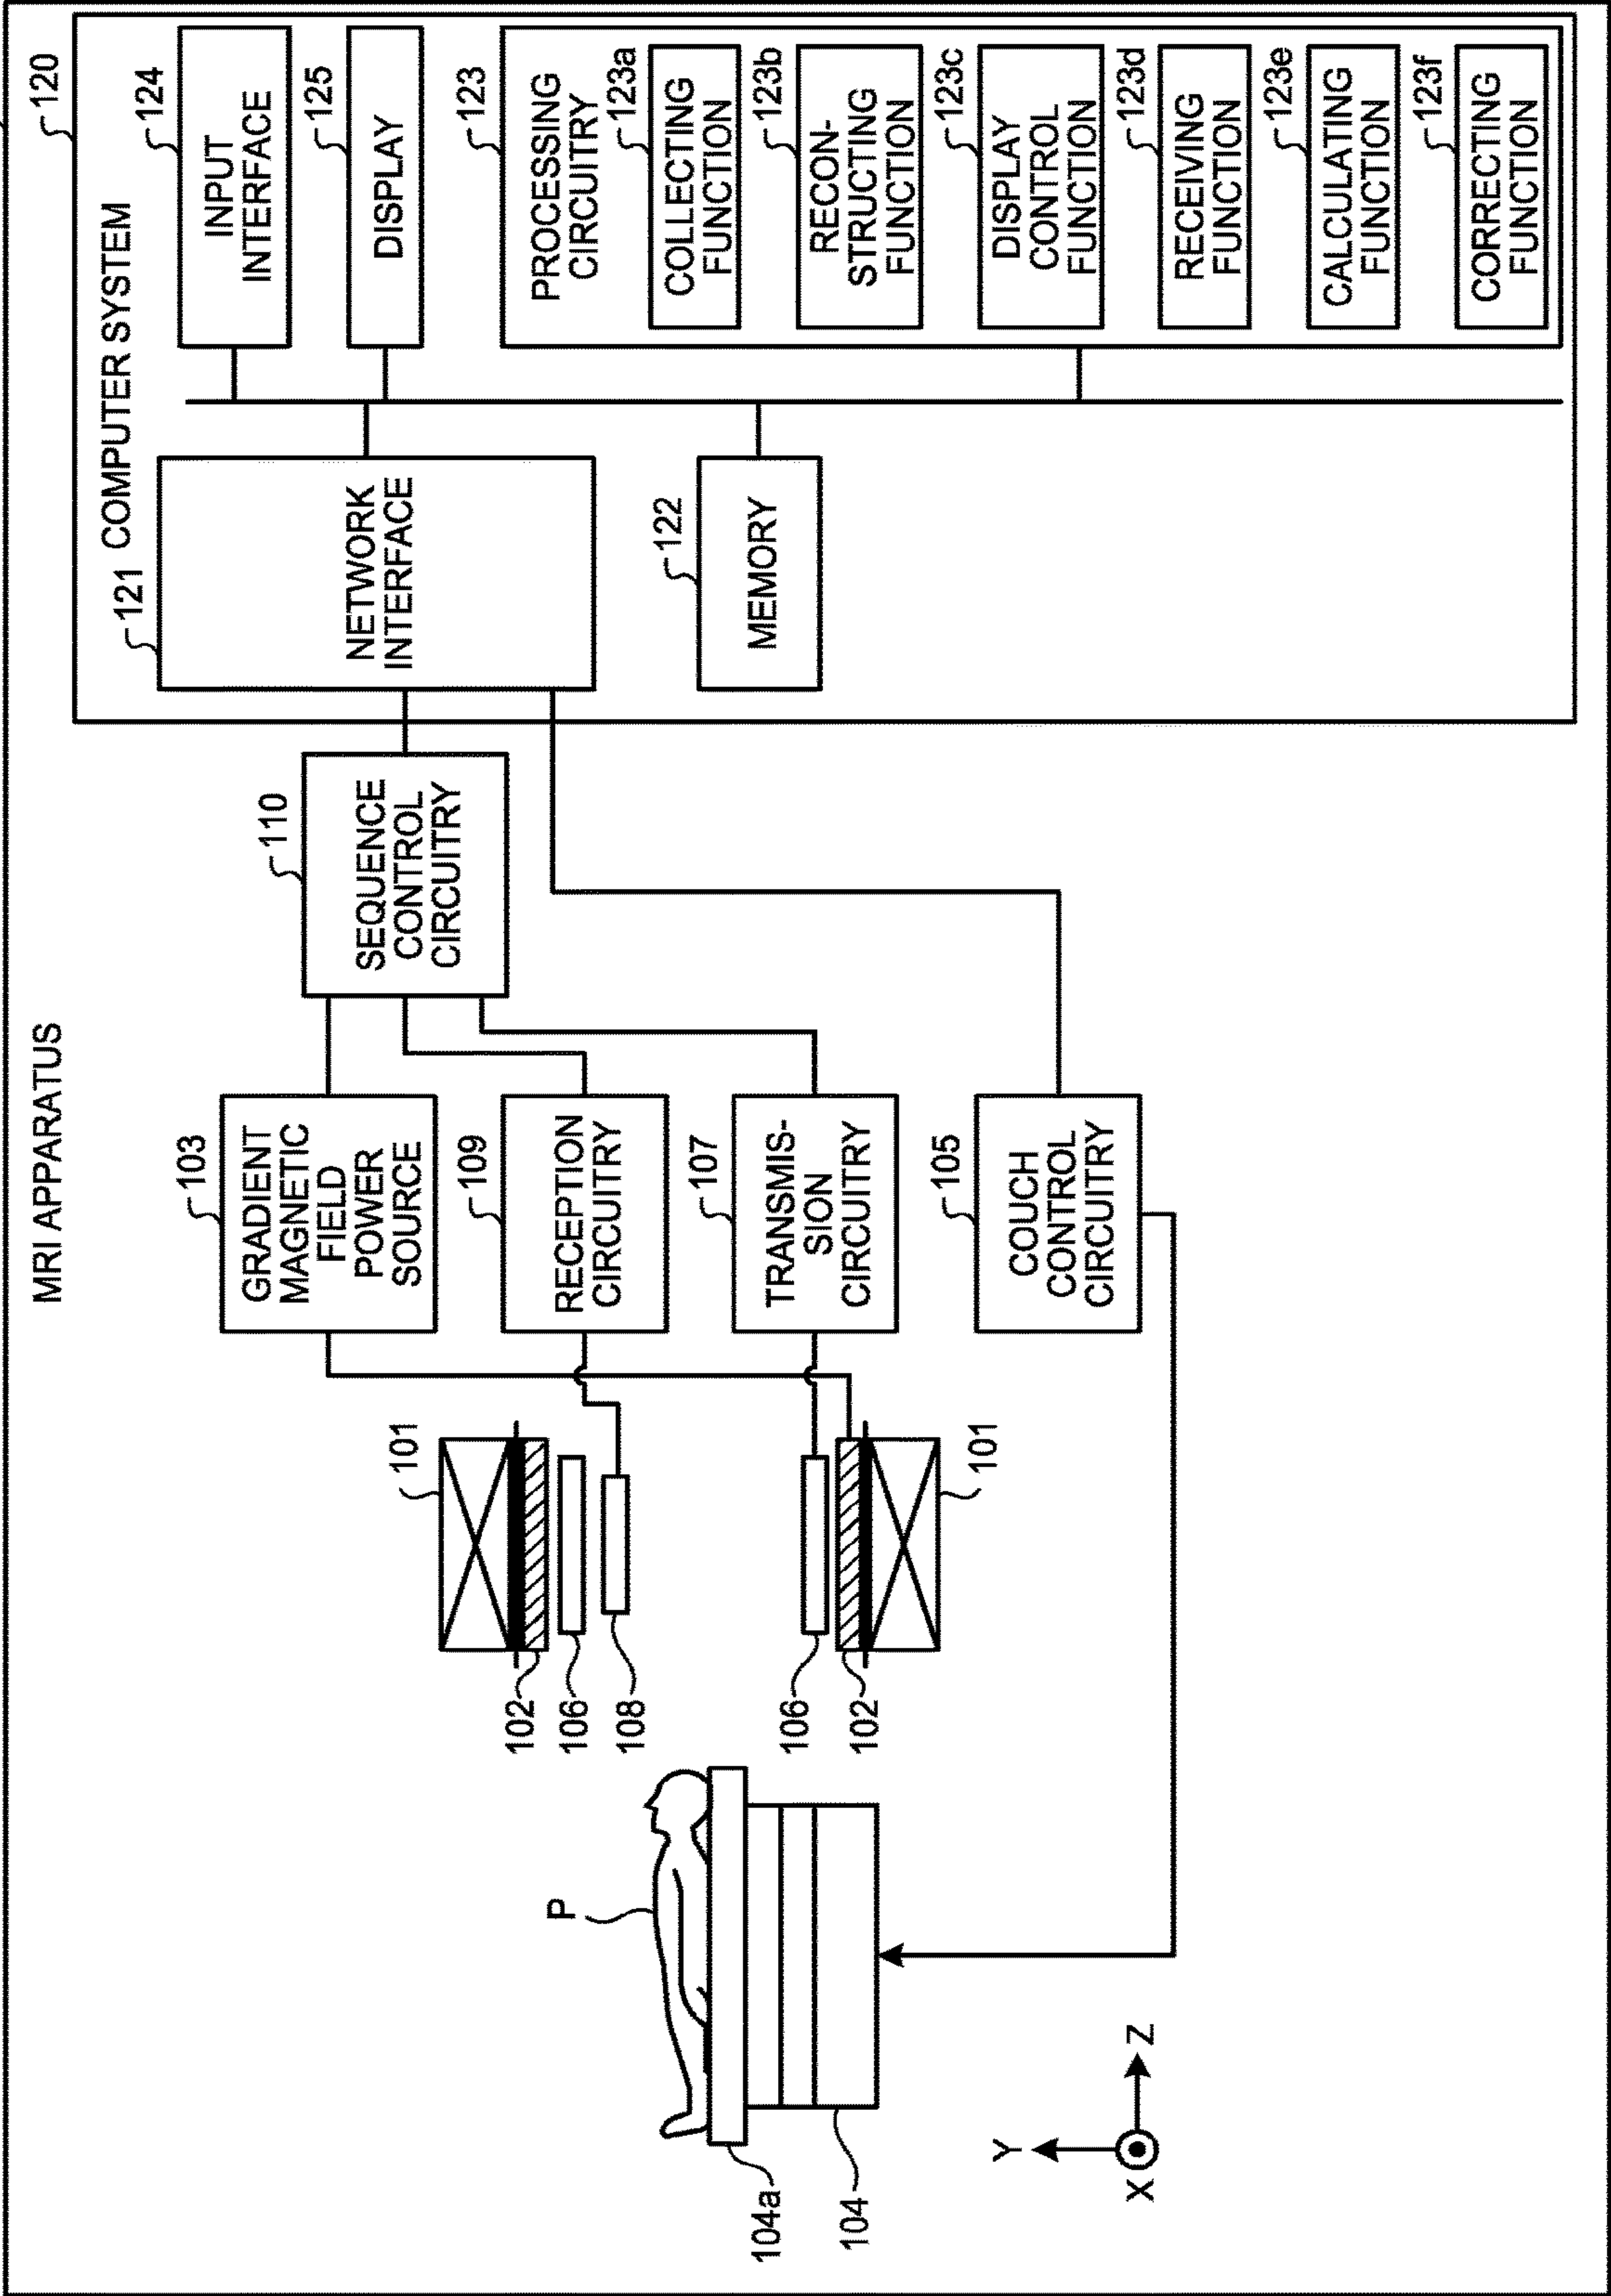 MRI APPARATUS
120
COMPUTER SYSTEM
103
GRADIENT
MAGNETIC
FIELD
POWER
SOURCE
110
SEQUENCE
CONTROL
CIRCUITRY
121
NETWORK
INTERFACE
124
INPUT
INTERFACE
125
DISPLAY
101
102
106
108
109
RECEPTION
CIRCUITRY
122
MEMORY
123
PROCESSING
CIRCUITRY
123a
COLLECTING
FUNCTION
123b
RECON-
STRUCTING
FUNCTION
123c
DISPLAY
CONTROL
FUNCTION
123d
RECEIVING
FUNCTION
123e
CALCULATING
FUNCTION
123f
CORRECTING
FUNCTION
P
107
TRANSMIS-
SION
CIRCUITRY
106
102
101
104a
104
105
COUCH
CONTROL
CIRCUITRY
Y
X
Z